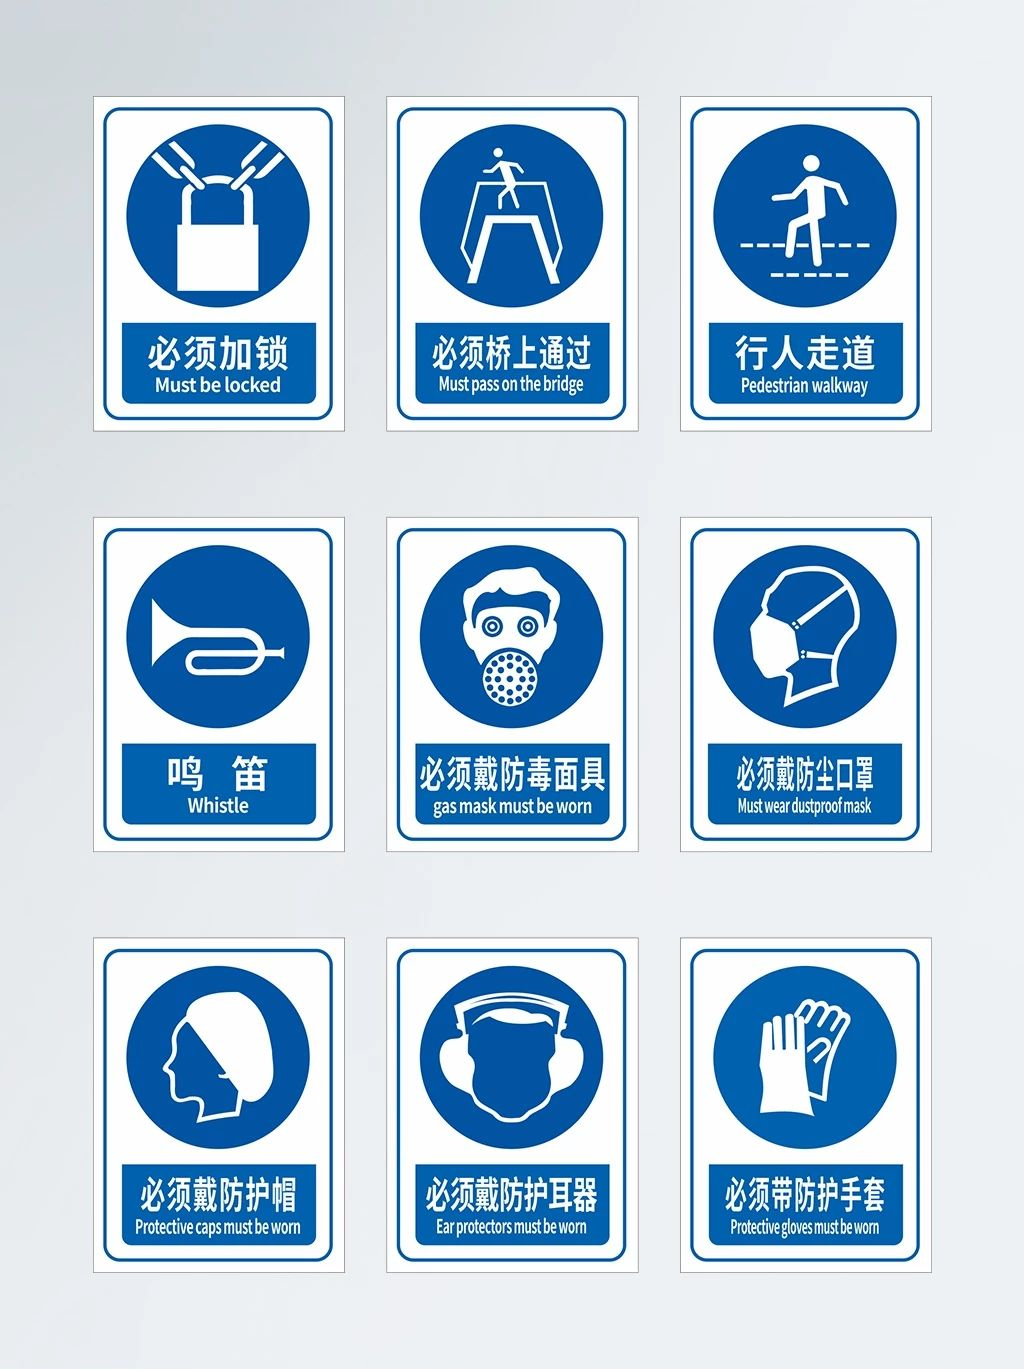 必须加锁
Must be locked
必须桥上通过
Must pass on the bridge
行人走道
Pedestrian walkway
鸣 笛
Whistle
必须戴防毒面具
gas mask must be worn
必须戴防尘口罩
Must wear dustproof mask
必须戴防护帽
Protective caps must be worn
必须戴防护耳器
Ear protectors must be worn
必须带防护手套
Protective gloves must be worn